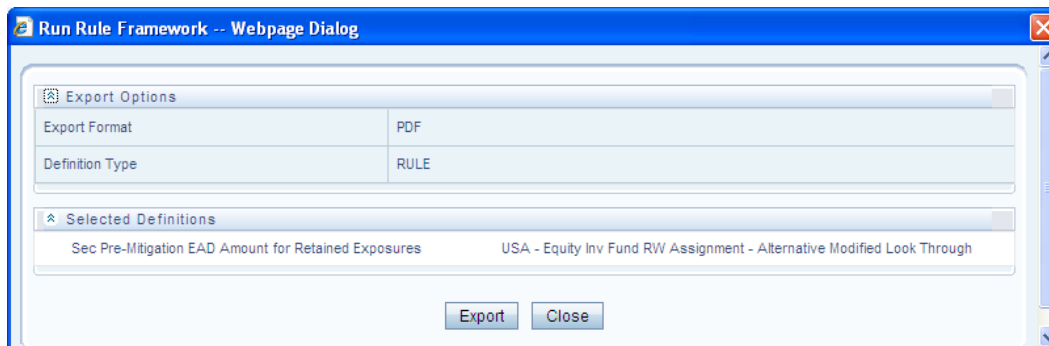 Run Rule Framework -- Webpage Dialog
Export Options
Export Format PDF
Definition Type RULE
Selected Definitions
Sec Pre-Mitigation EAD Amount for Retained Exposures USA - Equity Inv Fund RW Assignment - Alternative Modified Look Through
Export Close